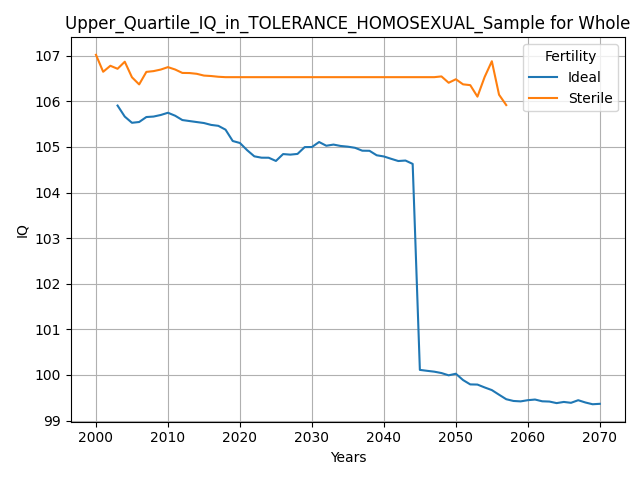 Upper_Quartile_IQ_in_TOLERANCE_HOMOSEXUAL_Sample for Whole
Fertility
Ideal
Sterile
107
106
105
104
103
102
101
100
99
IQ
2000 2010 2020 2030 2040 2050 2060 2070
Years